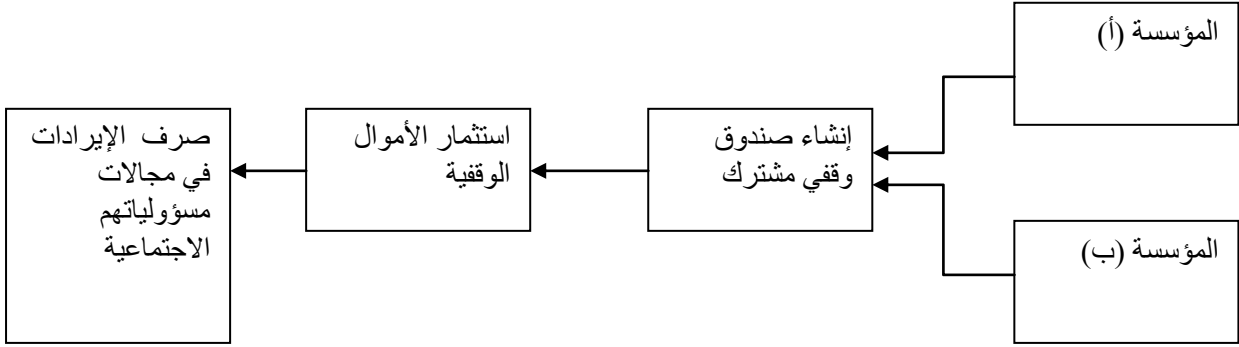 المؤسسة (أ)
المؤسسة (ب)
إنشاء صندوق
وقفي مشترك
استثمار الأموال
الوقفية
صرف الإيرادات
في مجالات
مسؤولياتهم
الاجتماعية